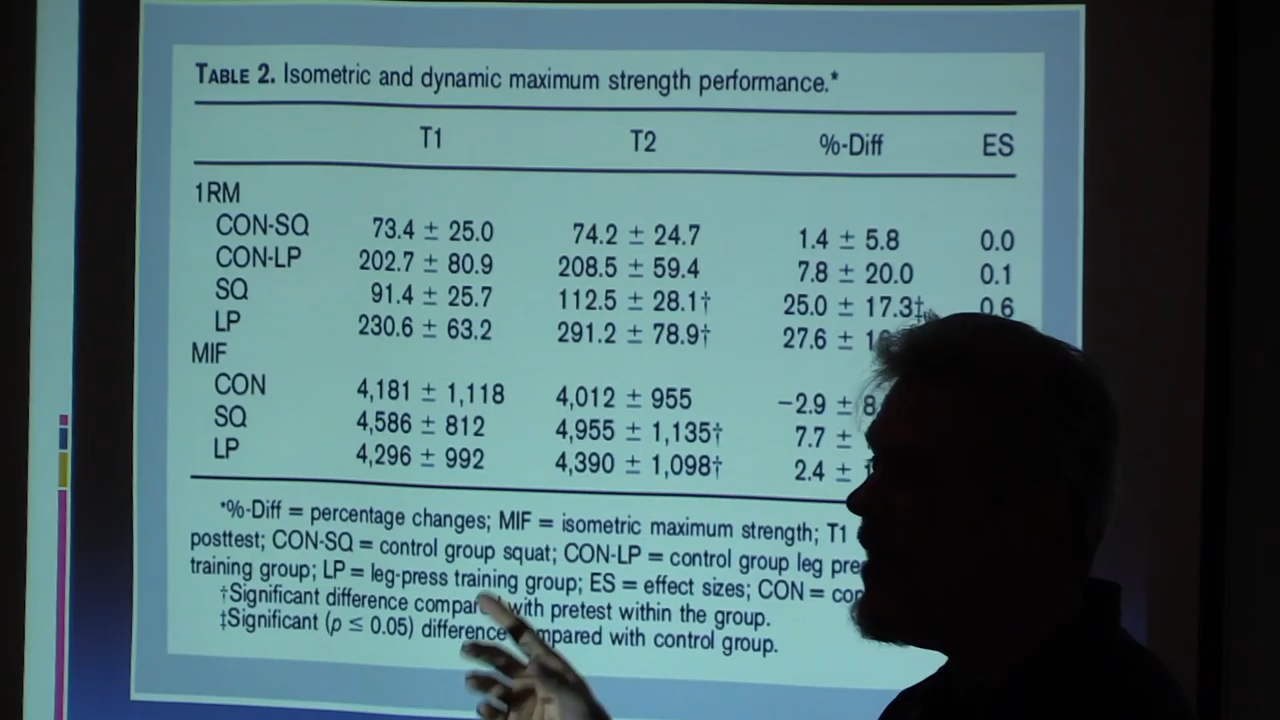 TABLE 2. Isometric and dynamic maximum strength performance.*
T1 T2 %-Diff ES
1RM
CON-SQ 73.4 ± 25.0 74.2 ± 24.7 1.4 ± 5.8 0.0
CON-LP 202.7 ± 80.9 208.5 ± 59.4 7.8 ± 20.0 0.1
SQ 91.4 ± 25.7 112.5 ± 28.1† 25.0 ± 17.3‡ 0.6
LP 230.6 ± 63.2 291.2 ± 78.9† 27.6 ±
MIF
CON 4,181 ± 1,118 4,012 ± 955 −2.9 ±
SQ 4,586 ± 812 4,955 ± 1,135† 7.7 ±
LP 4,296 ± 992 4,390 ± 1,098† 2.4 ±
*%-Diff = percentage changes; MIF = isometric maximum strength; T1
posttest; CON-SQ = control group squat; CON-LP = control group leg
training group; LP = leg-press training group; ES = effect sizes; CON =
†Significant difference with pretest within the group.
‡Significant (p ≤ 0.05) difference compared with control group.